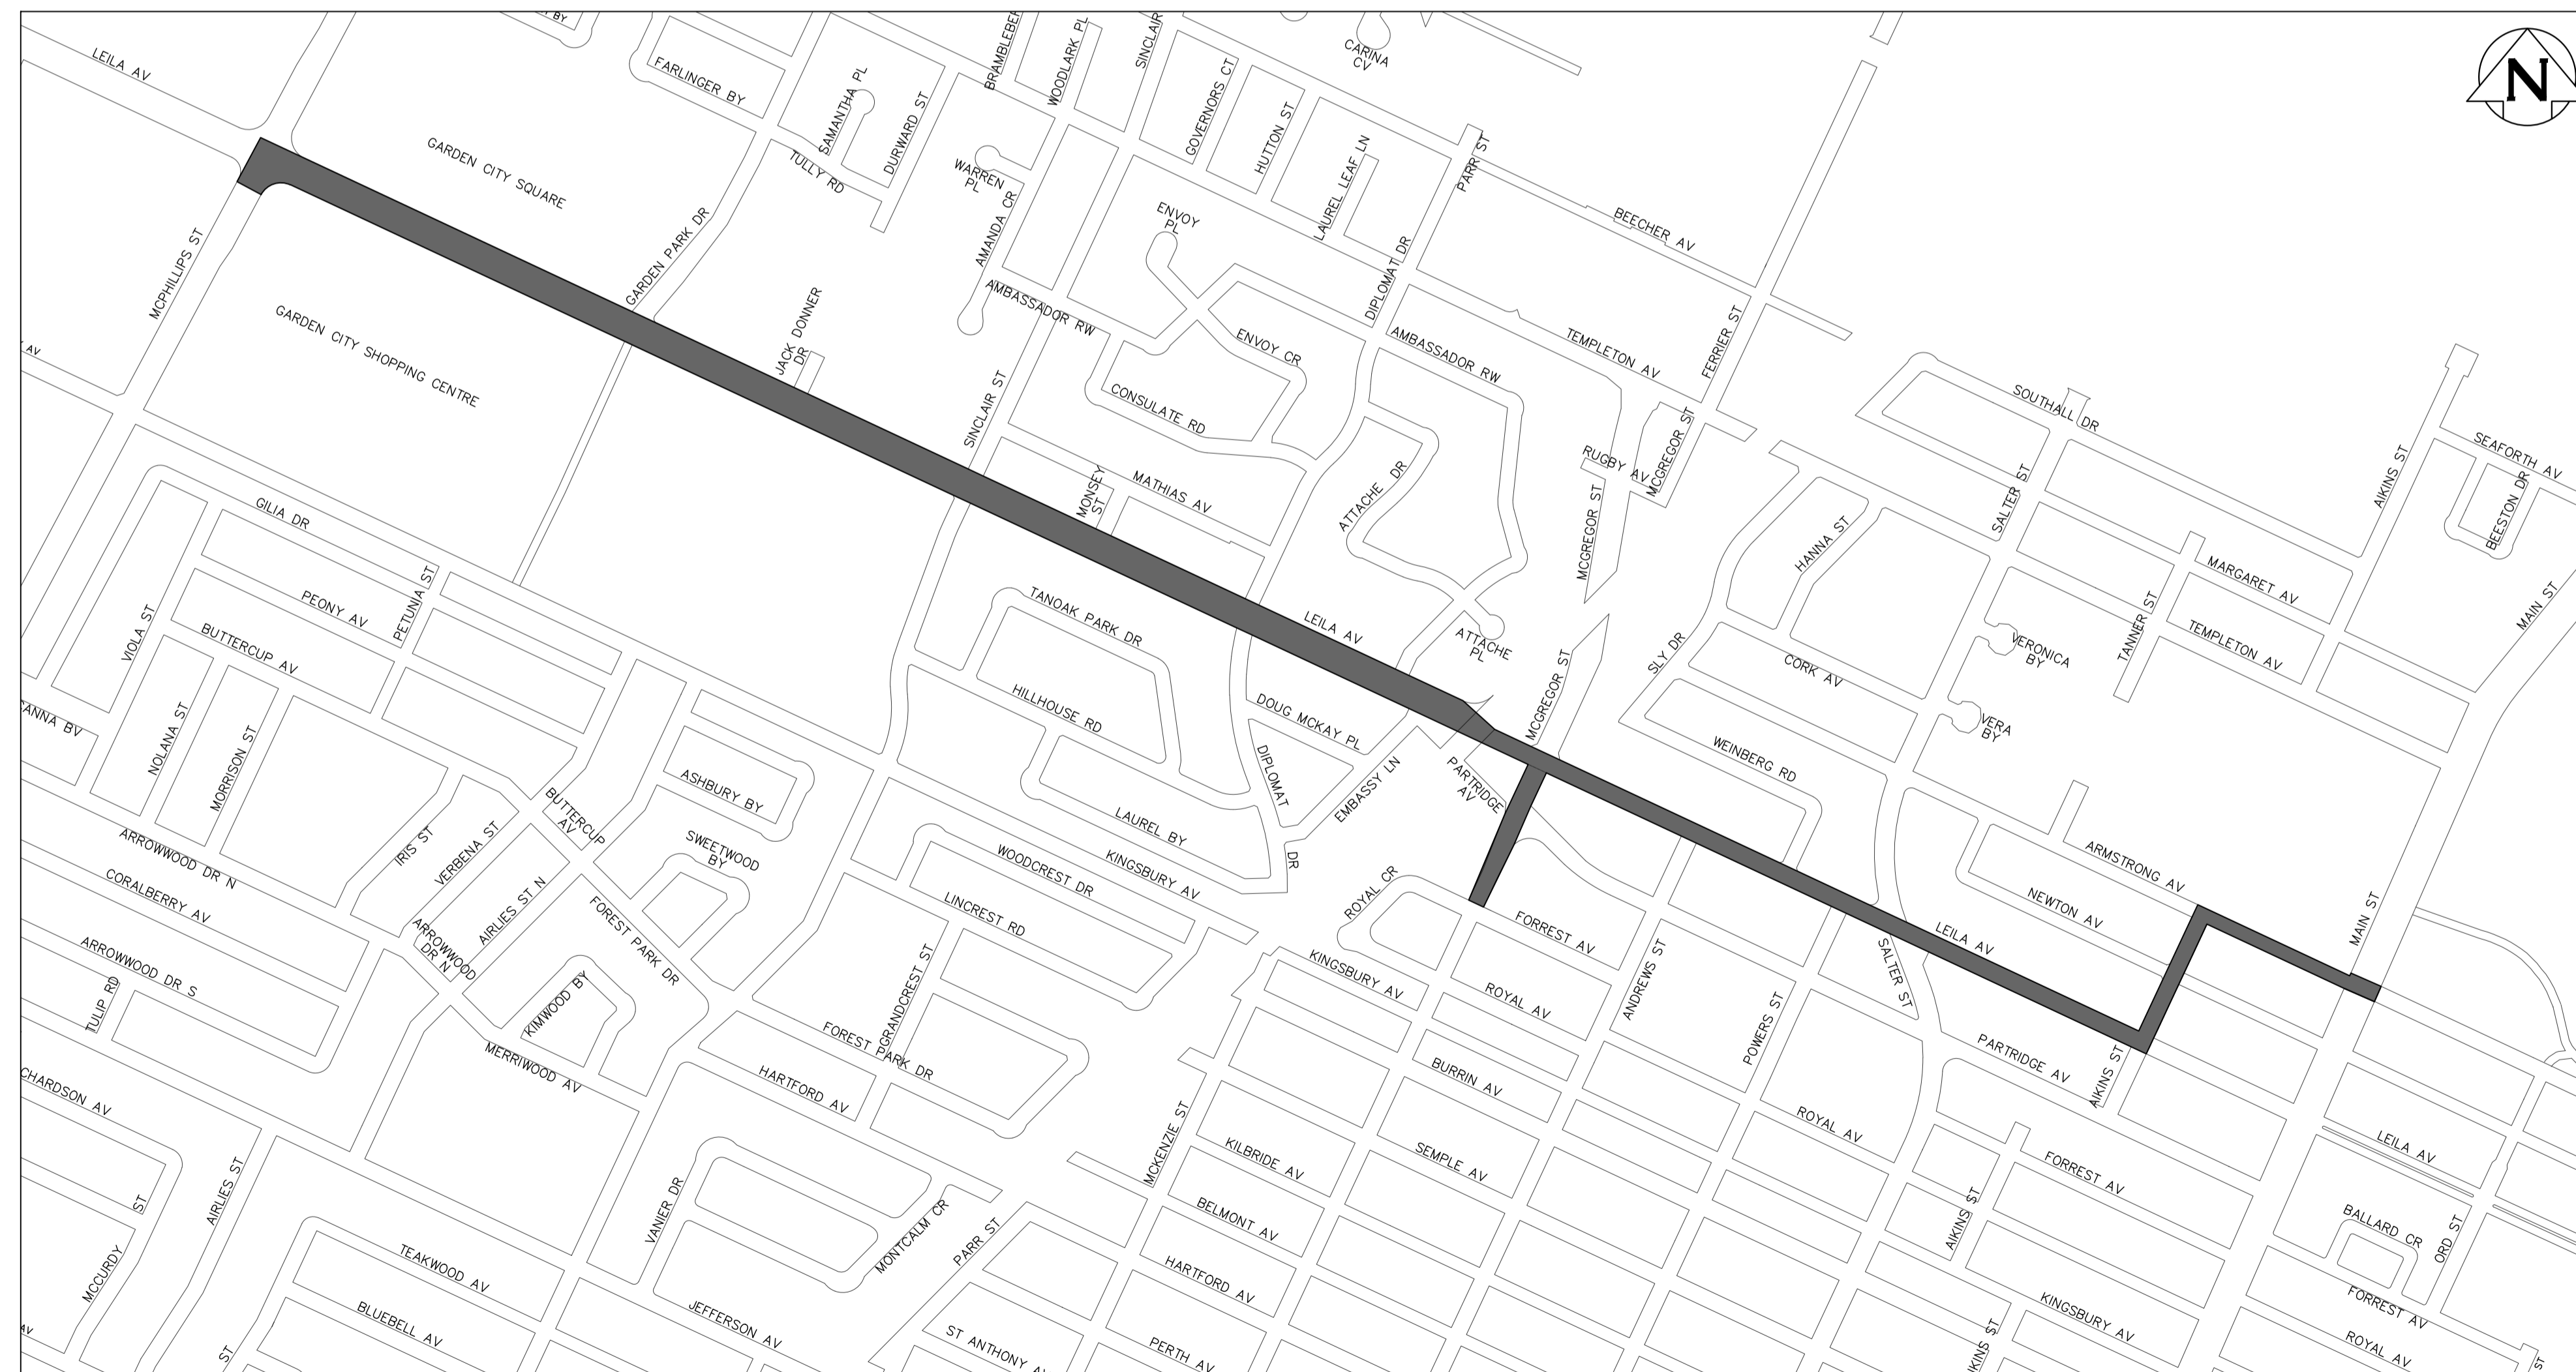 LEILA AV
BY
FARLINGER BY
SAMANTHA PL
DURWARD ST
TULLY RD
WOODLARK PL
SINCLAIR
GOVERNORS CT
HUTTON ST
LAUREL LEAF LN
CARINA
CV
PARR ST
BEECHER AV
N
GARDEN CITY SQUARE
GARDEN PARK DR
WARREN
PL
AMANDA CR
ENVOY
PL
DIPLOMAT DR
MCPHILLIPS ST
GARDEN CITY SHOPPING CENTRE
JACK DONNER
DR
AMBASSADOR RW
ENVOY CR
AMBASSADOR RW
TEMPLETON AV
FERRIER ST
AV
SINCLAIR ST
CONSULATE RD
MATHIAS AV
MONSEY
ST
ATTACHE DR
RUGBY AV
MCGREGOR ST
MCGREGOR ST
SOUTHALL DR
SALTER ST
AIKINS ST
SEAFORTH AV
BEESTON DR
GILIA DR
PEONY AV
PETUNIA ST
VIOLA ST
BUTTERCUP AV
TANOAK PARK DR
LEILA AV
ATTACHE
PL
HANNA ST
SLY DR
CORK AV
MARGARET AV
TANNER ST
TEMPLETON AV
VERONICA
BY
MAIN ST
NOLANA ST
MORRISON ST
HILLHOUSE RD
DOUG MCKAY PL
DIPLOMAT
DR
EMBASSY LN
MCGREGOR ST
PARTRIDGE
AV
WEINBERG RD
VERA
BY
ASHBURY BY
BUTTERCUP
AV
SWEETWOOD
BY
LAUREL BY
KINGSBURY AV
WOODCREST DR
LINCREST RD
ARROWWOOD DR N
IRIS ST
VERBENA ST
AIRLIES ST N
CORALBERRY AV
ARROWWOOD
DR N
FOREST PARK DR
ROYAL CR
FORREST AV
ARMSTRONG AV
NEWTON AV
LEILA AV
MAIN ST
ARROWWOOD DR S
TULIP RD
KIMWOOD BY
GRANDCREST ST
KINGSBURY AV
ROYAL AV
ANDREWS ST
POWERS ST
SALTER ST
PARTRIDGE AV
AIKINS ST
MERRIWOOD AV
FOREST PARK DR
HARTFORD AV
BURRIN AV
ROYAL AV
MCKENZIE ST
KILBRIDE AV
SEMPLE AV
LEILA AV
FORREST AV
AIRLIES ST
VANIER DR
MONTCALM CR
PARR ST
BELMONT AV
AIKINS ST
BALLARD CR
ORD ST
ST
MCCURDY
TEAKWOOD AV
BLUEBELL AV
JEFFERSON AV
HARTFORD AV
ST ANTHONY AV
PERTH AV
KINGSBURY AV
FORREST AV
ROYAL AV
AV
ST
ST